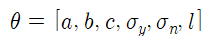 θ = ⌈a, b, c, σ_y, σ_n, l⌉